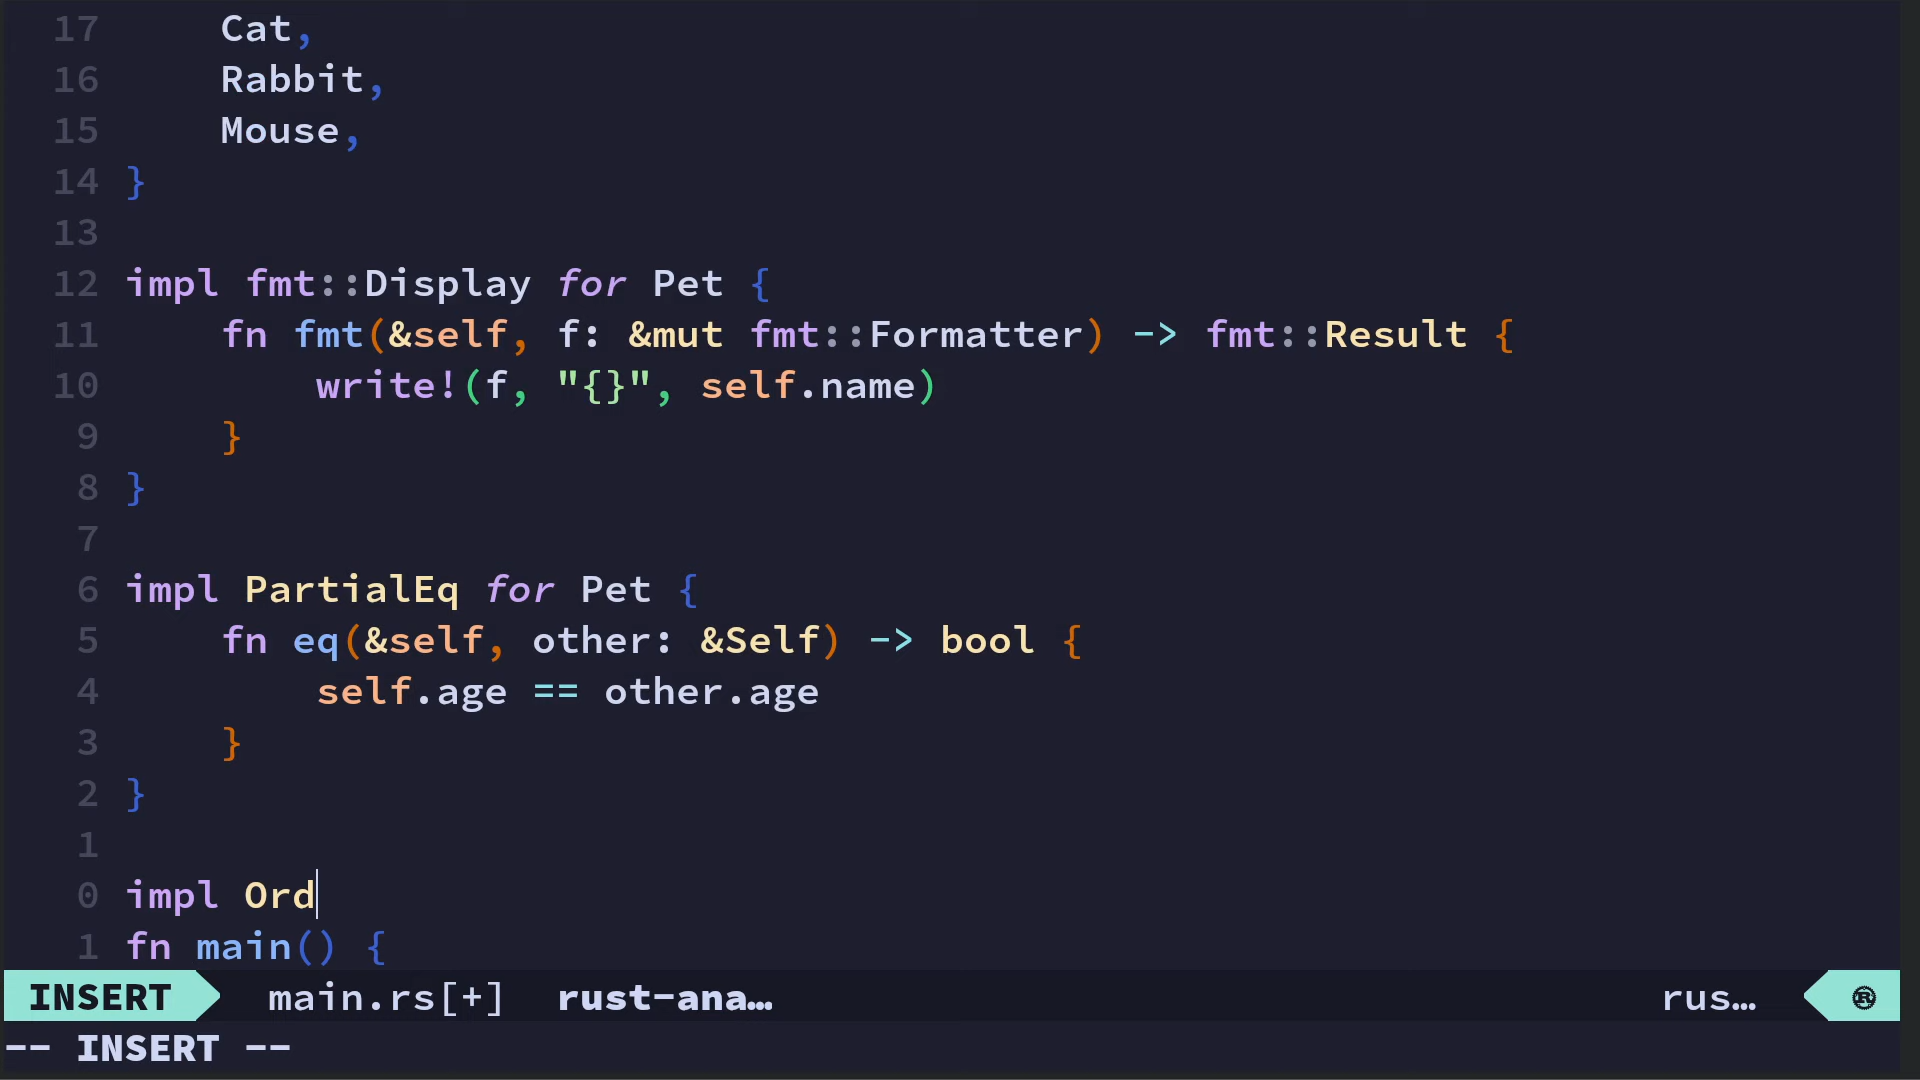 17     Cat,
16     Rabbit,
15     Mouse,
14 }
13
12 impl fmt::Display for Pet {
11     fn fmt(&self, f: &mut fmt::Formatter) -> fmt::Result {
10         write!(f, "{}", self.name)
9     }
8 }
7
6 impl PartialEq for Pet {
5     fn eq(&self, other: &Self) -> bool {
4         self.age == other.age
3     }
2 }
1
0 impl Ord
1 fn main() {
INSERT main.rs[+] rust-ana… rus… R
-- INSERT --